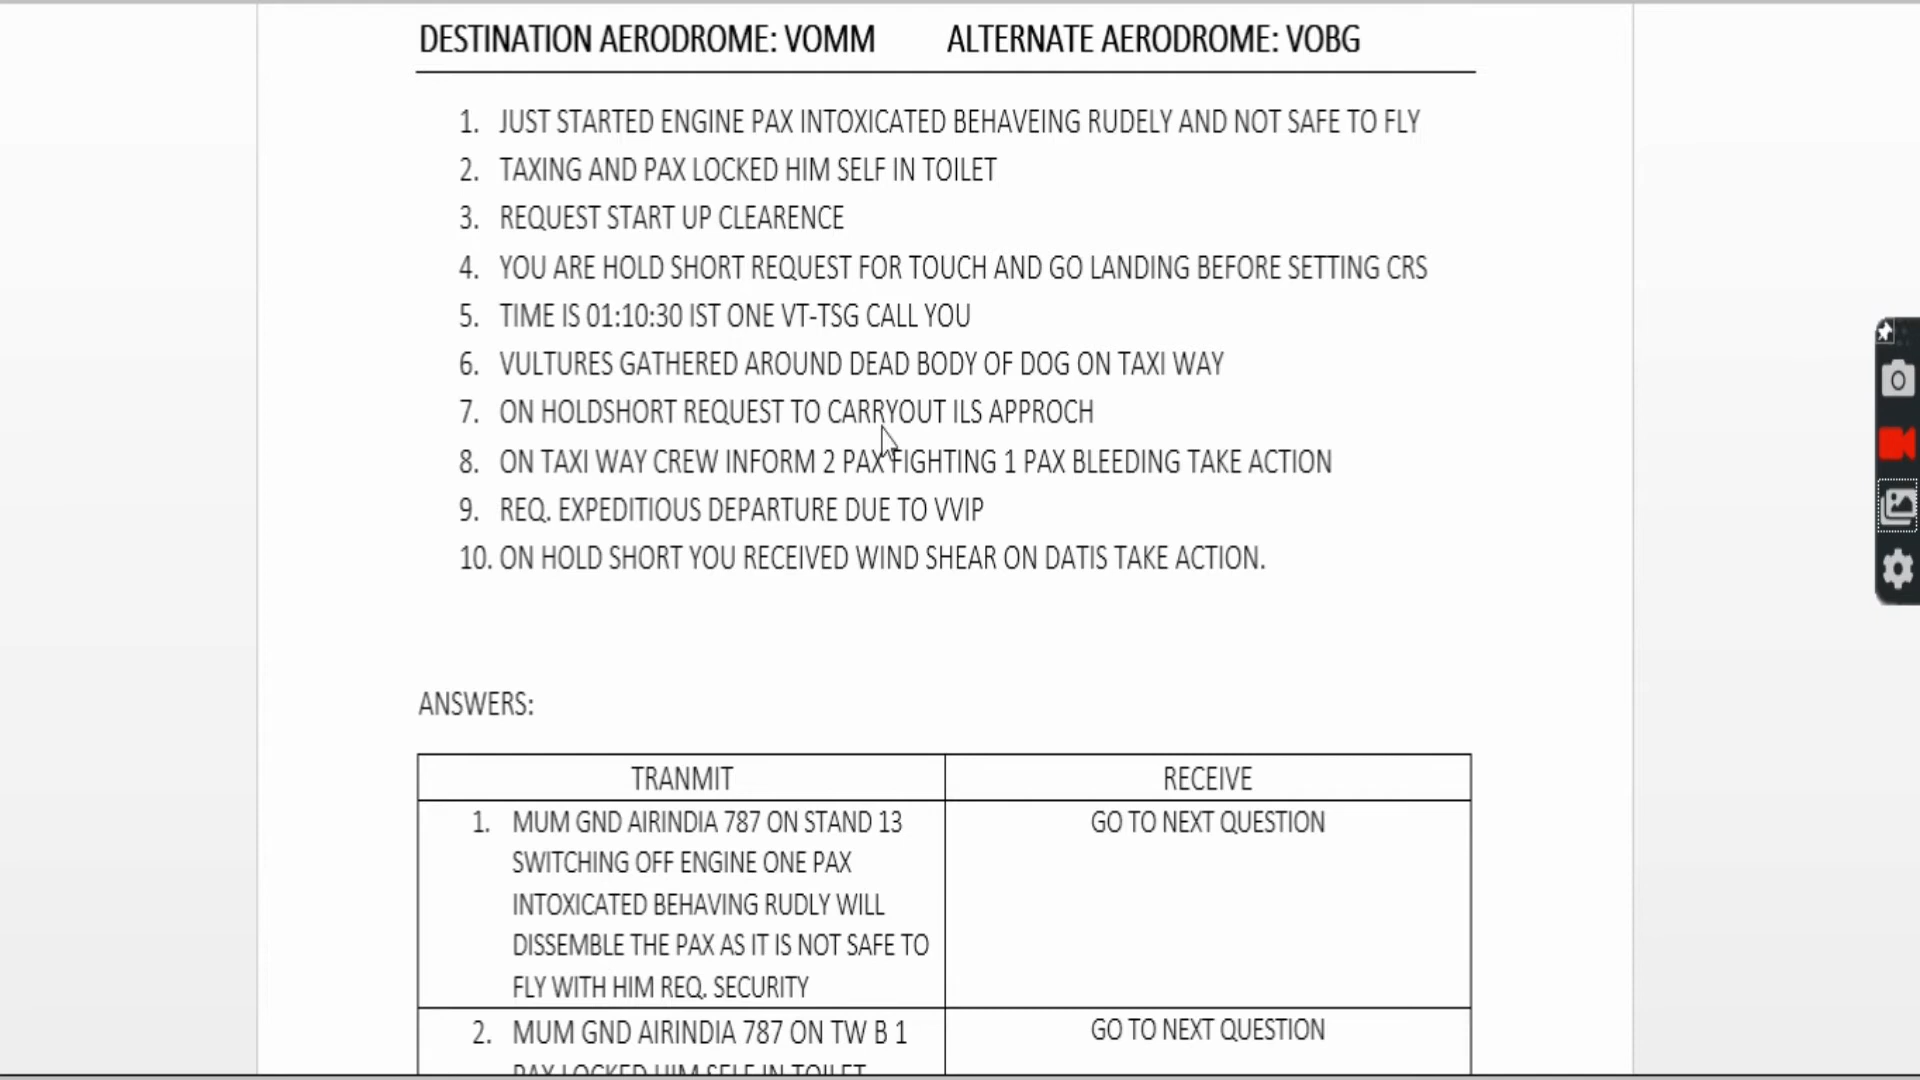 DESTINATION AERODROME: VOMM ALTERNATE AERODROME: VOBG
1. JUST STARTED ENGINE PAX INTOXICATED BEHAVEING RUDELY AND NOT SAFE TO FLY
2. TAXING AND PAX LOCKED HIM SELF IN TOILET
3. REQUEST START UP CLEARENCE
4. YOU ARE HOLD SHORT REQUEST FOR TOUCH AND GO LANDING BEFORE SETTING CRS
5. TIME IS 01:10:30 IST ONE VT-TSG CALL YOU
6. VULTURES GATHERED AROUND DEAD BODY OF DOG ON TAXI WAY
7. ON HOLDSHORT REQUEST TO CARRYOUT ILS APPROCH
8. ON TAXI WAY CREW INFORM 2 PAX FIGHTING 1 PAX BLEEDING TAKE ACTION
9. REQ. EXPEDITIOUS DEPARTURE DUE TO VVIP
10. ON HOLD SHORT YOU RECEIVED WIND SHEAR ON DATIS TAKE ACTION.
ANSWERS:
TRANMIT RECEIVE
1. MUM GND AIRINDIA 787 ON STAND 13 GO TO NEXT QUESTION
SWITCHING OFF ENGINE ONE PAX
INTOXICATED BEHAVING RUDLY WILL
DISSEMBLE THE PAX AS IT IS NOT SAFE TO
FLY WITH HIM REQ. SECURITY
2. MUM GND AIRINDIA 787 ON TW B 1 GO TO NEXT QUESTION
PAX LOCKED HIM SELF IN TOILET